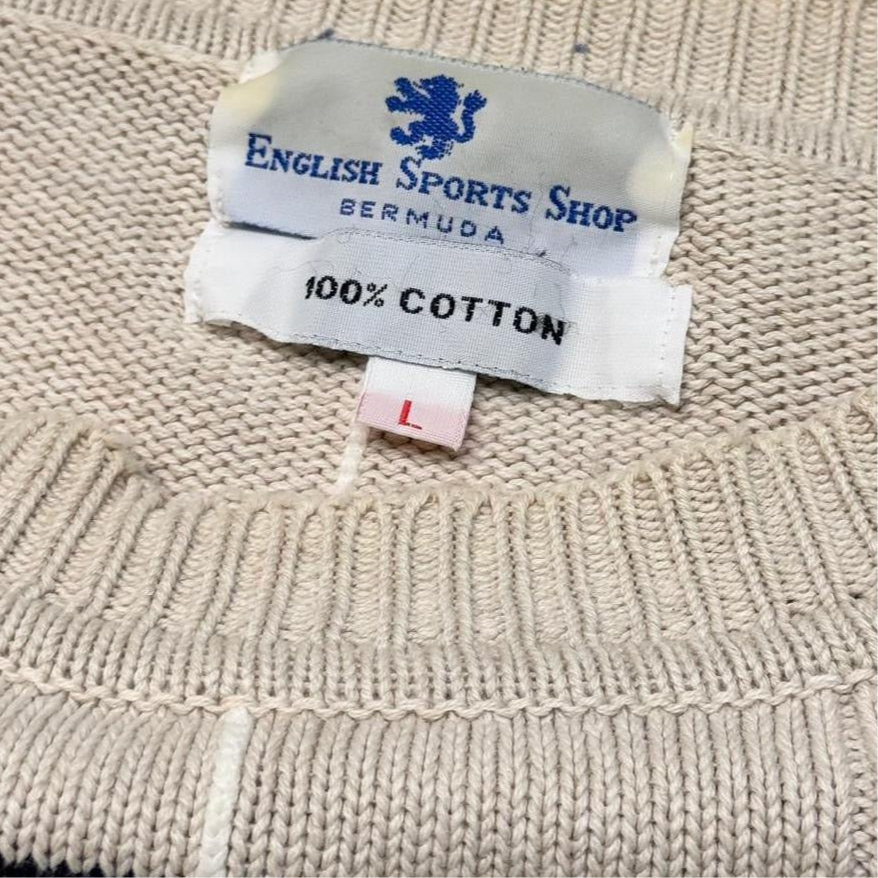 ENGLISH SPORTS SHOP
BERMUDA
100% COTTON
L